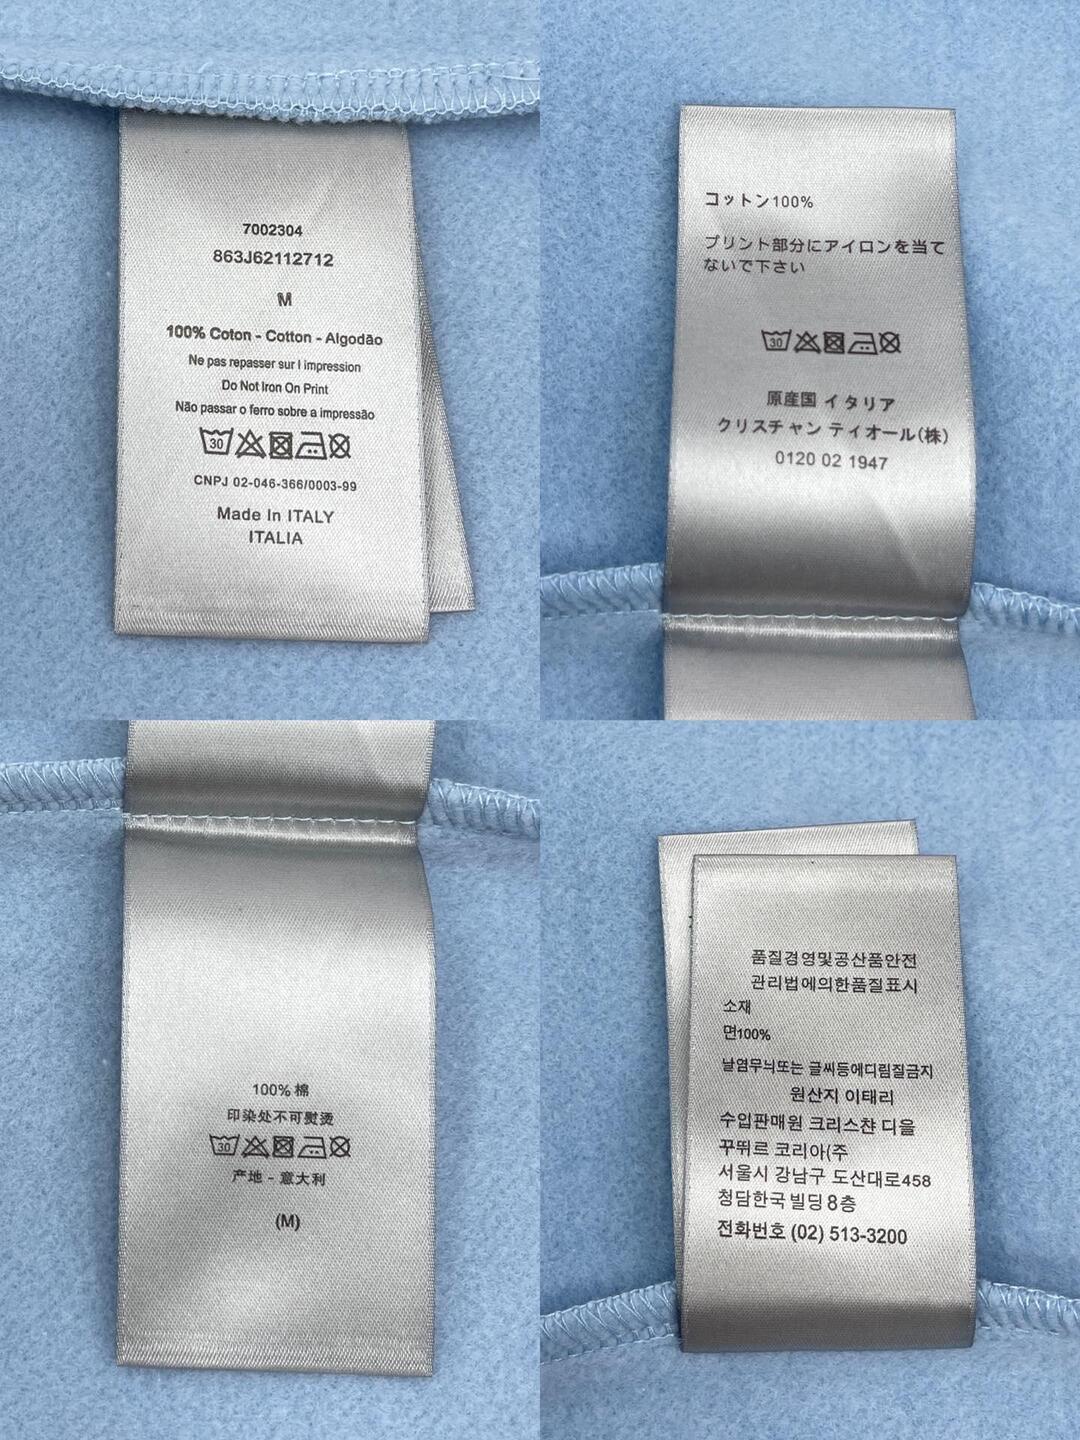 7002304
863J62112712
M
100% Coton - Cotton - Algodão
Ne pas repasser sur l impression
Do Not Iron On Print
Não passar o ferro sobre a impressão
30
CNPJ 02-046-366/0003-99
Made In ITALY
ITALIA
コットン100%
プリント部分にアイロンを当て
ないで下さい
30
原産国 イタリア
クリスチャン ティオール(株)
0120 02 1947
100% 棉
印染处不可熨烫
30
产地 - 意大利
(M)
품질경영및공산품안전
관리법에의한품질표시
소재
면100%
날염무늬또는 글씨등에디림질금지
원산지 이태리
수입판매원 크리스챤 디올
꾸뛰르 코리아(주
서울시 강남구 도산대로458
청담한국빌딩8층
전화번호 (02) 513-3200